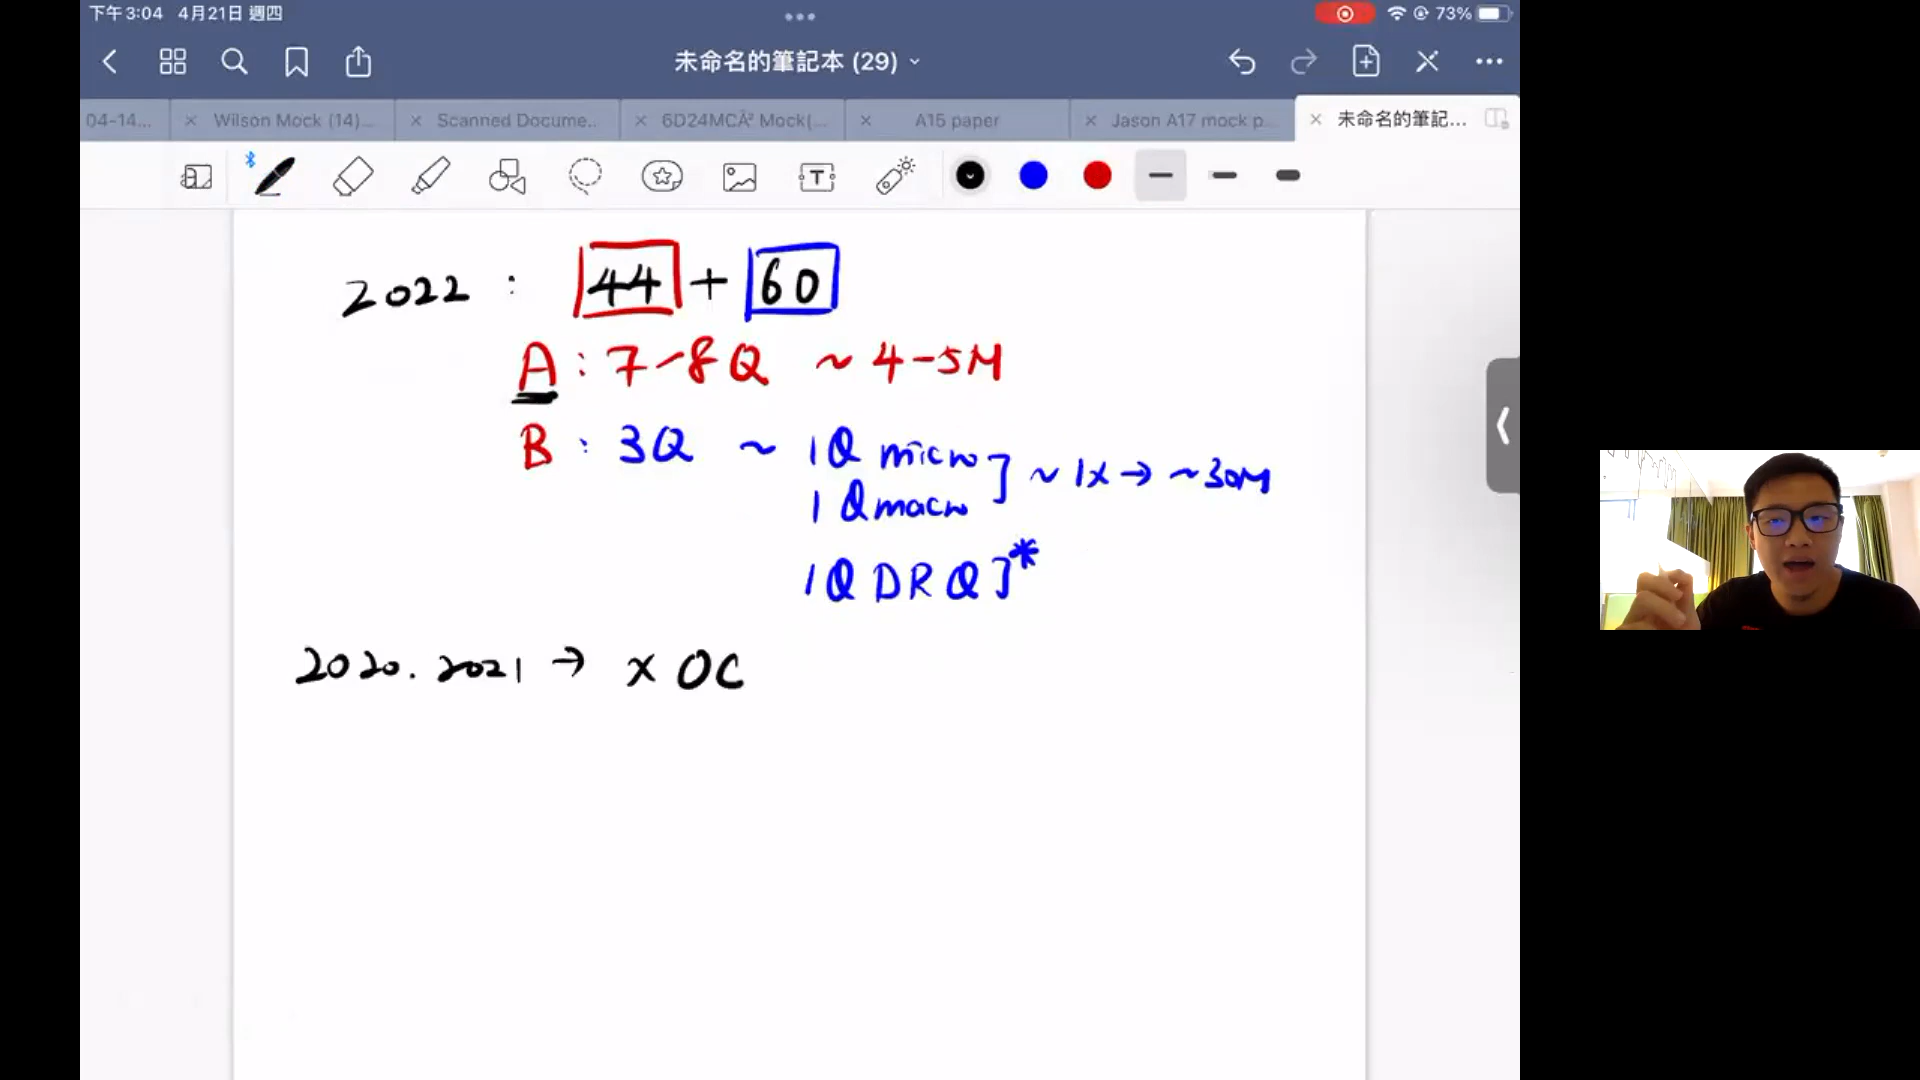 下午3:04 4月21日 週四
73%
未命名的筆記本 (29)
04-14...
Wilson Mock (14)...
Scanned Docume..
6D24MCÂ² Mock(...
A15 paper
Jason A17 mock p...
未命名的筆記...
2022 : 44 + 60
A : 7-8Q ~ 4-5M
B : 3Q ~ 1Q micro ] ~ 1x → ~30M
1Q macro
1Q DRQ]*
2020. 2021 → x OC